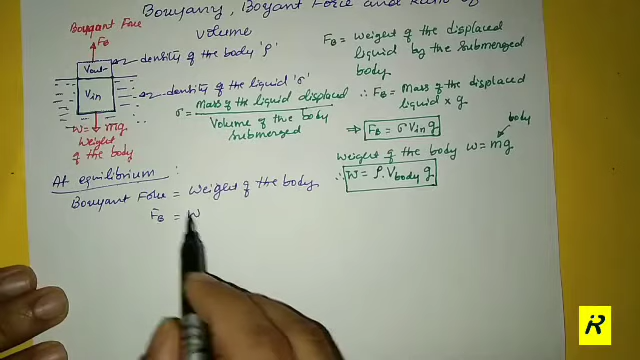 Bouyancy, Boyant Force and Ratio of
volume
Bouyant Force
FB
Vout
density of the body 'ρ'
Vin
density of the liquid 'σ'
W = mg
Weight
of the body
σ = Mass of the liquid displaced
Volume of the body
submerged
FB = weight of the displaced
liquid by the submerged
body
∴ FB = Mass of the displaced
liquid × g
⇒ FB = σ Vin g
body
Weight of the body w = mg
∴ W = ρ. Vbody g
At equilibrium :
Bouyant Force = Weight of the body
FB = W
R